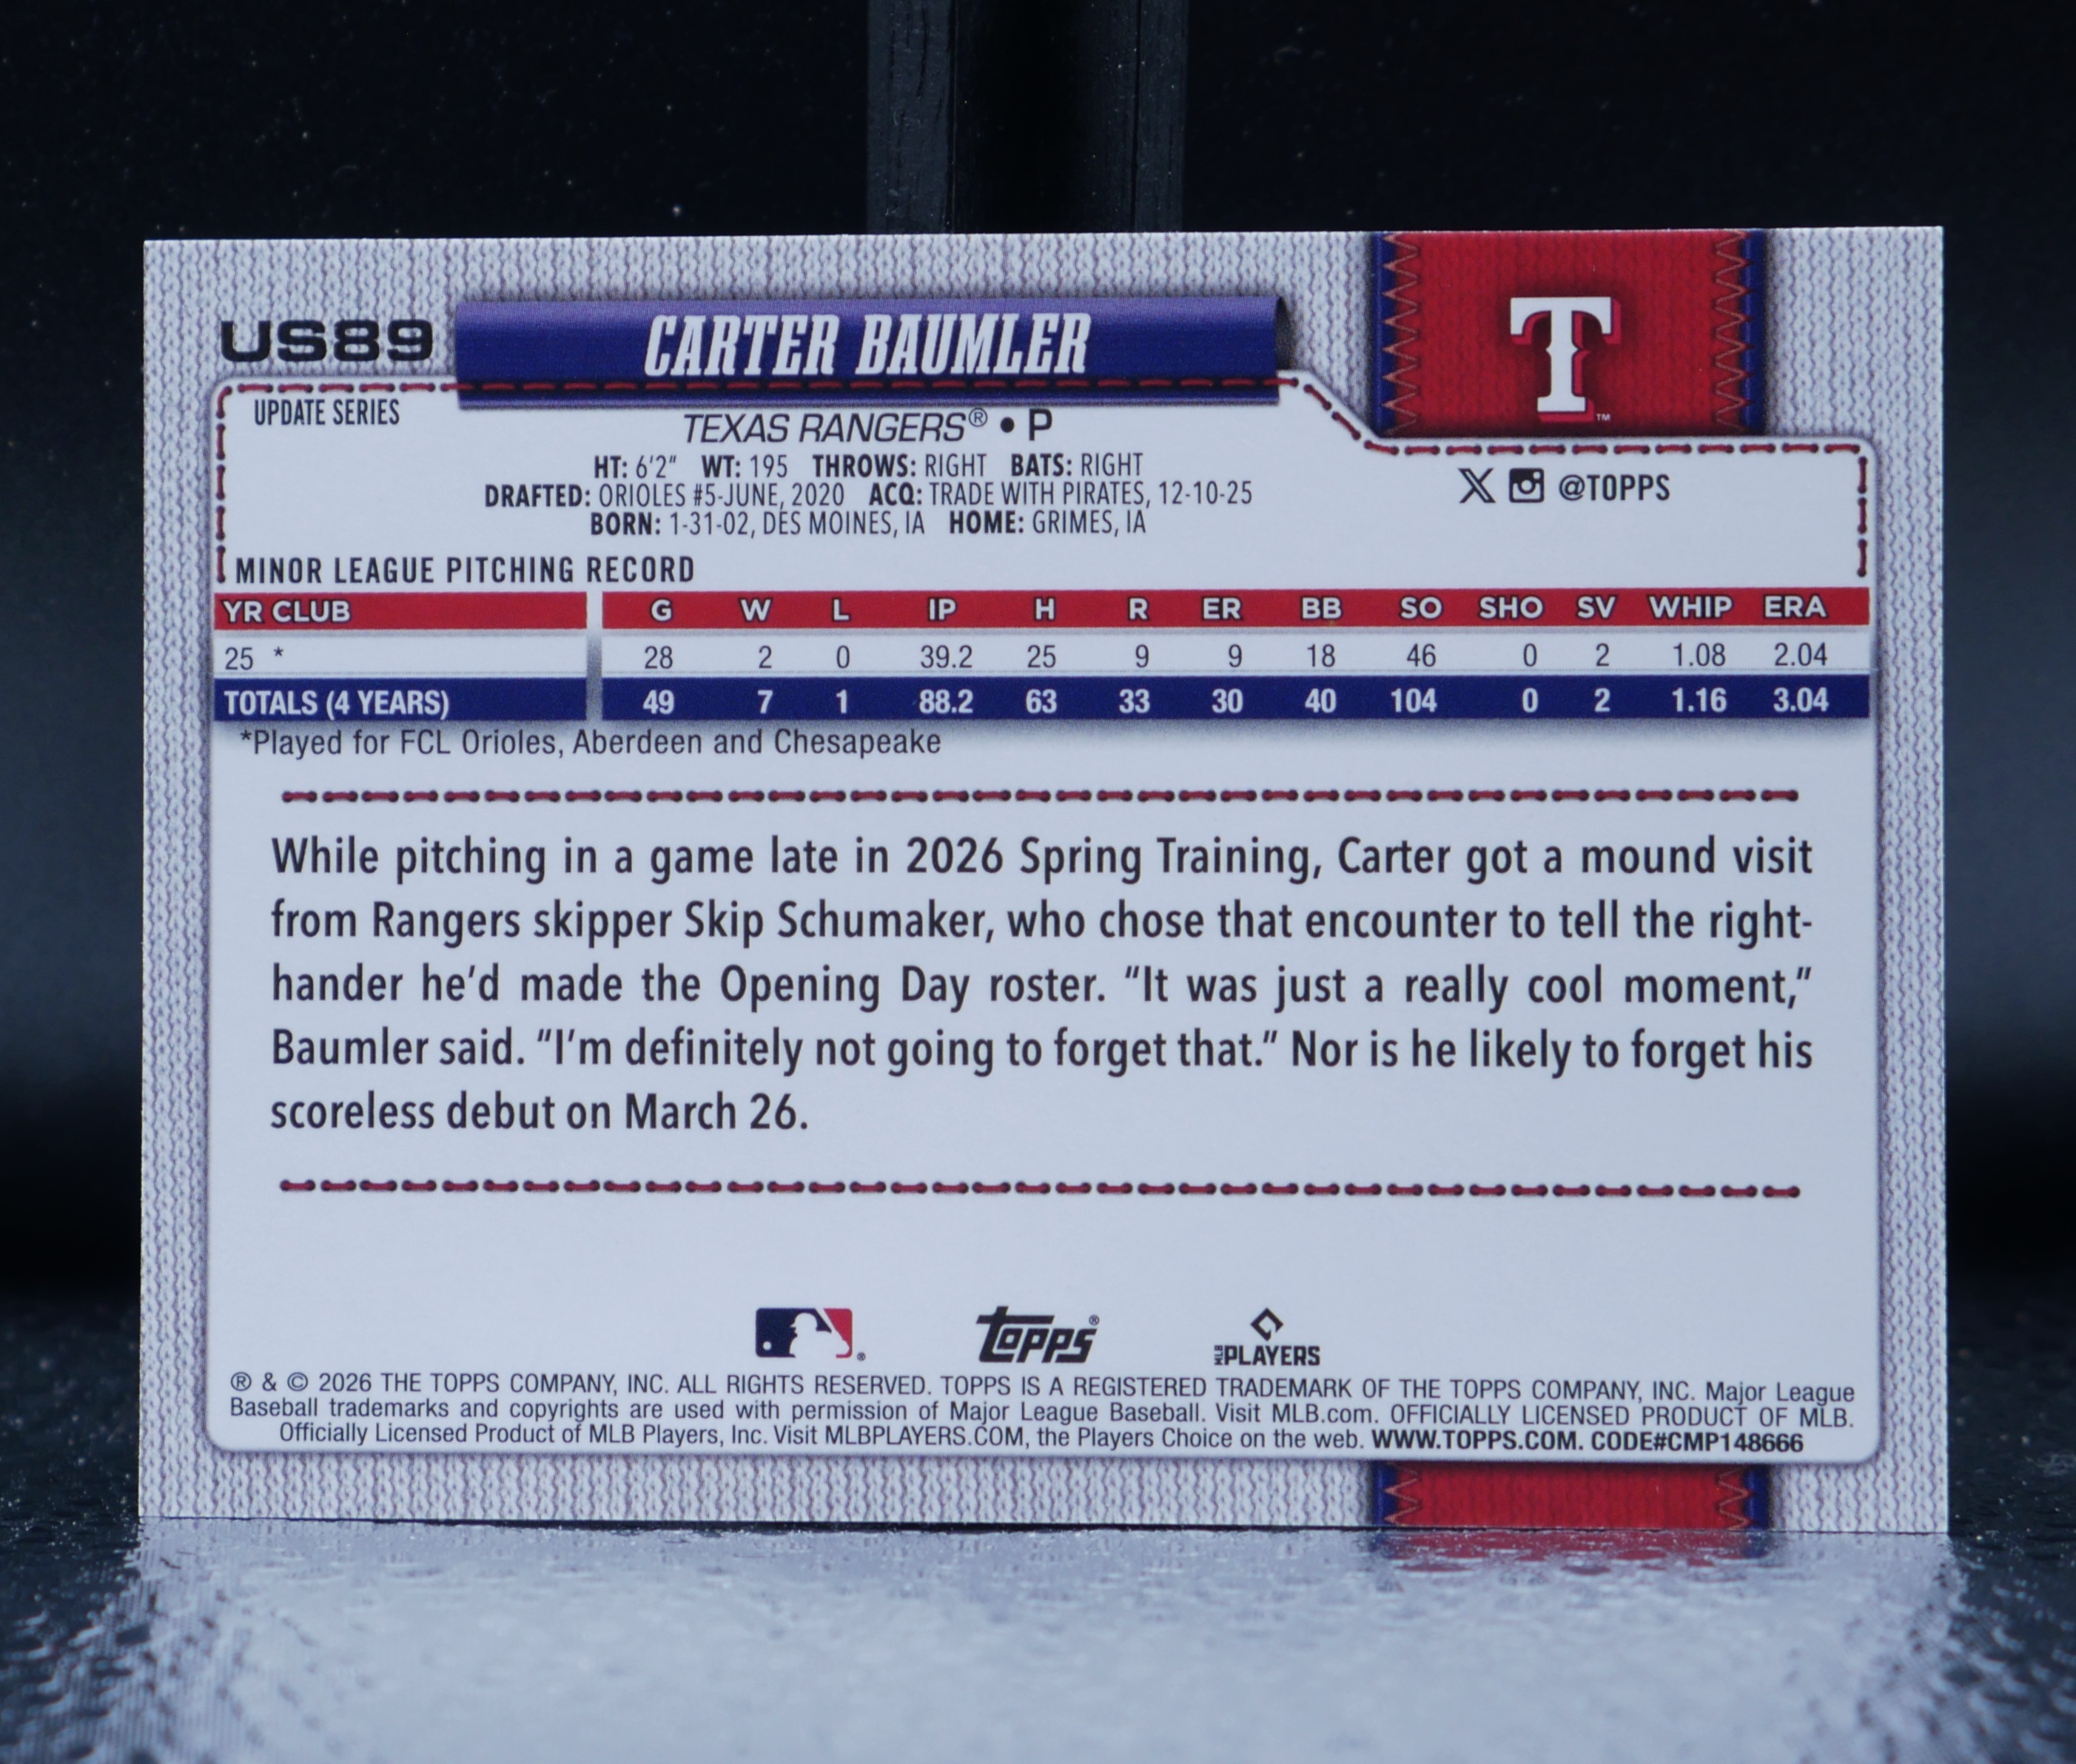 US89
CARTER BAUMLER
T™
UPDATE SERIES
TEXAS RANGERS® • P
HT: 6'2" WT: 195 THROWS: RIGHT BATS: RIGHT
DRAFTED: ORIOLES #5-JUNE, 2020 ACQ: TRADE WITH PIRATES, 12-10-25
BORN: 1-31-02, DES MOINES, IA HOME: GRIMES, IA
@TOPPS
MINOR LEAGUE PITCHING RECORD
YR CLUB G W L IP H R ER BB SO SHO SV WHIP ERA
25 * 28 2 0 39.2 25 9 9 18 46 0 2 1.08 2.04
TOTALS (4 YEARS) 49 7 1 88.2 63 33 30 40 104 0 2 1.16 3.04
*Played for FCL Orioles, Aberdeen and Chesapeake
While pitching in a game late in 2026 Spring Training, Carter got a mound visit
from Rangers skipper Skip Schumaker, who chose that encounter to tell the right-
hander he'd made the Opening Day roster. "It was just a really cool moment,"
Baumler said. "I'm definitely not going to forget that." Nor is he likely to forget his
scoreless debut on March 26.
® topps® MLB PLAYERS
® & © 2026 THE TOPPS COMPANY, INC. ALL RIGHTS RESERVED. TOPPS IS A REGISTERED TRADEMARK OF THE TOPPS COMPANY, INC. Major League
Baseball trademarks and copyrights are used with permission of Major League Baseball. Visit MLB.com. OFFICIALLY LICENSED PRODUCT OF MLB.
Officially Licensed Product of MLB Players, Inc. Visit MLBPLAYERS.COM, the Players Choice on the web. WWW.TOPPS.COM. CODE#CMP148666